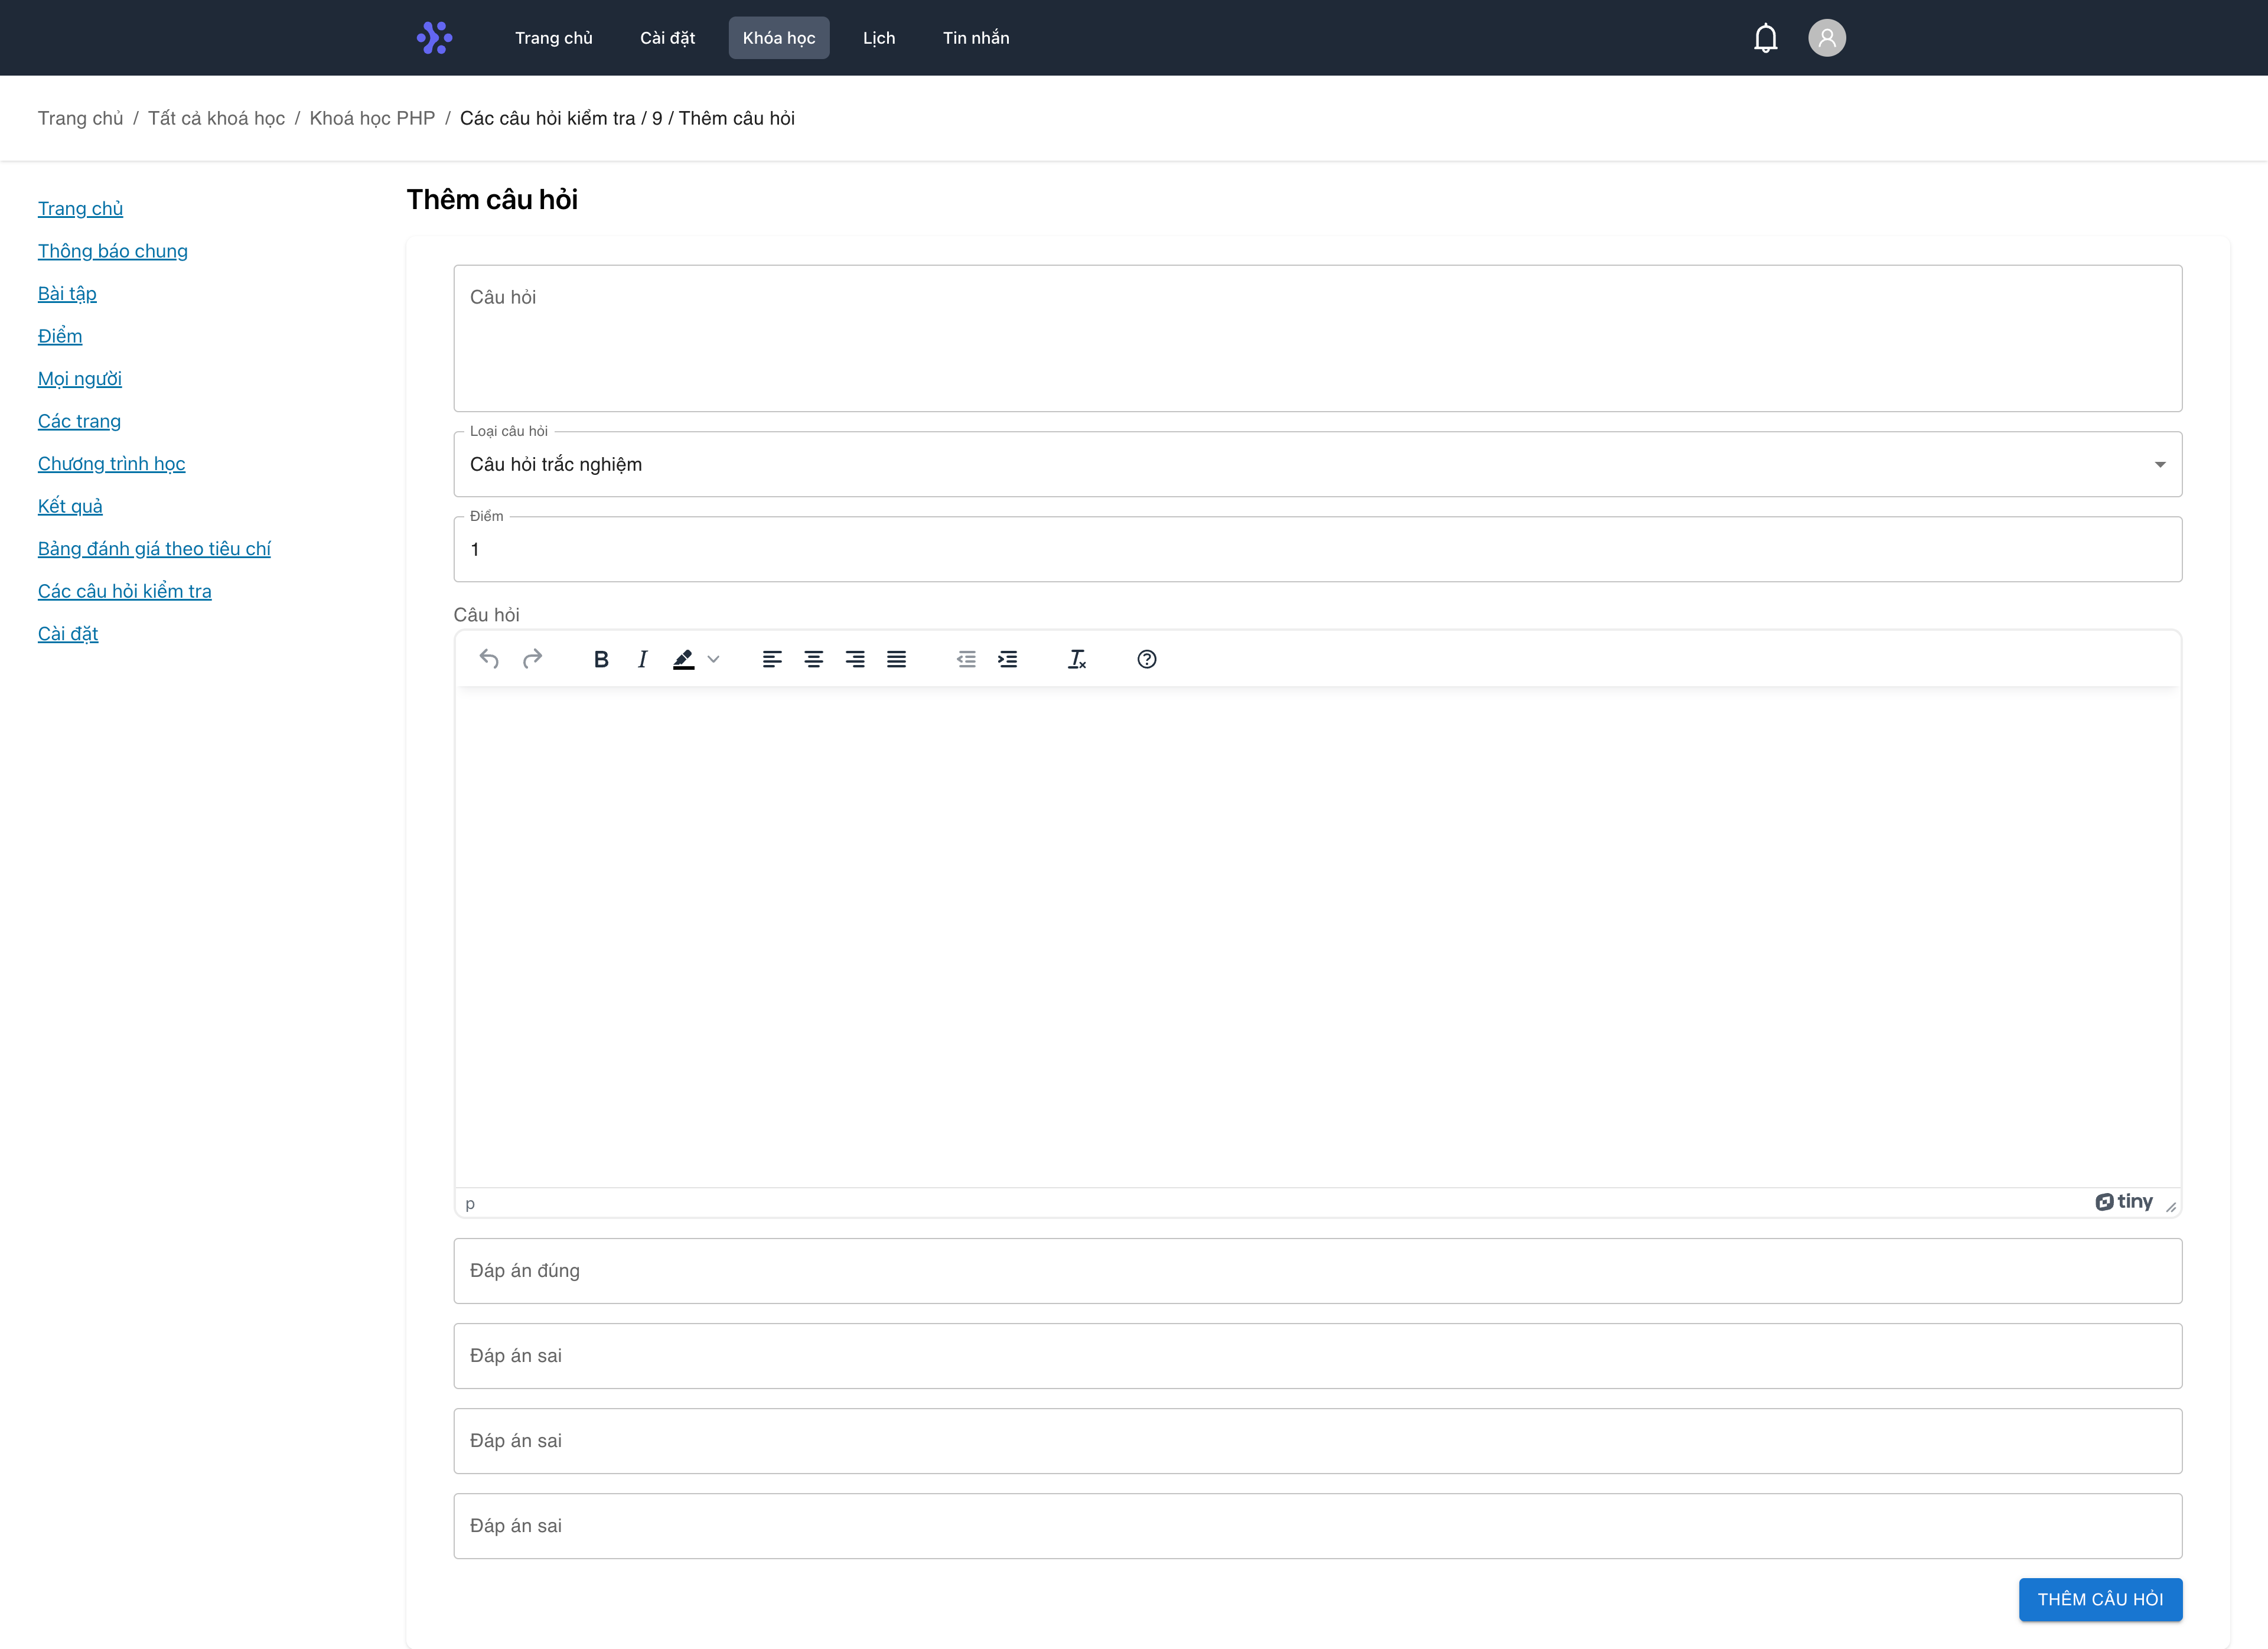 Trang chủ Cài đặt Khóa học Lịch Tin nhắn
Trang chủ / Tất cả khoá học / Khoá học PHP / Các câu hỏi kiểm tra / 9 / Thêm câu hỏi
Trang chủ
Thông báo chung
Bài tập
Điểm
Mọi người
Các trang
Chương trình học
Kết quả
Bảng đánh giá theo tiêu chí
Các câu hỏi kiểm tra
Cài đặt
Thêm câu hỏi
Câu hỏi
Loại câu hỏi
Câu hỏi trắc nghiệm
Điểm
1
Câu hỏi
p tiny
Đáp án đúng
Đáp án sai
Đáp án sai
Đáp án sai
THÊM CÂU HỎI